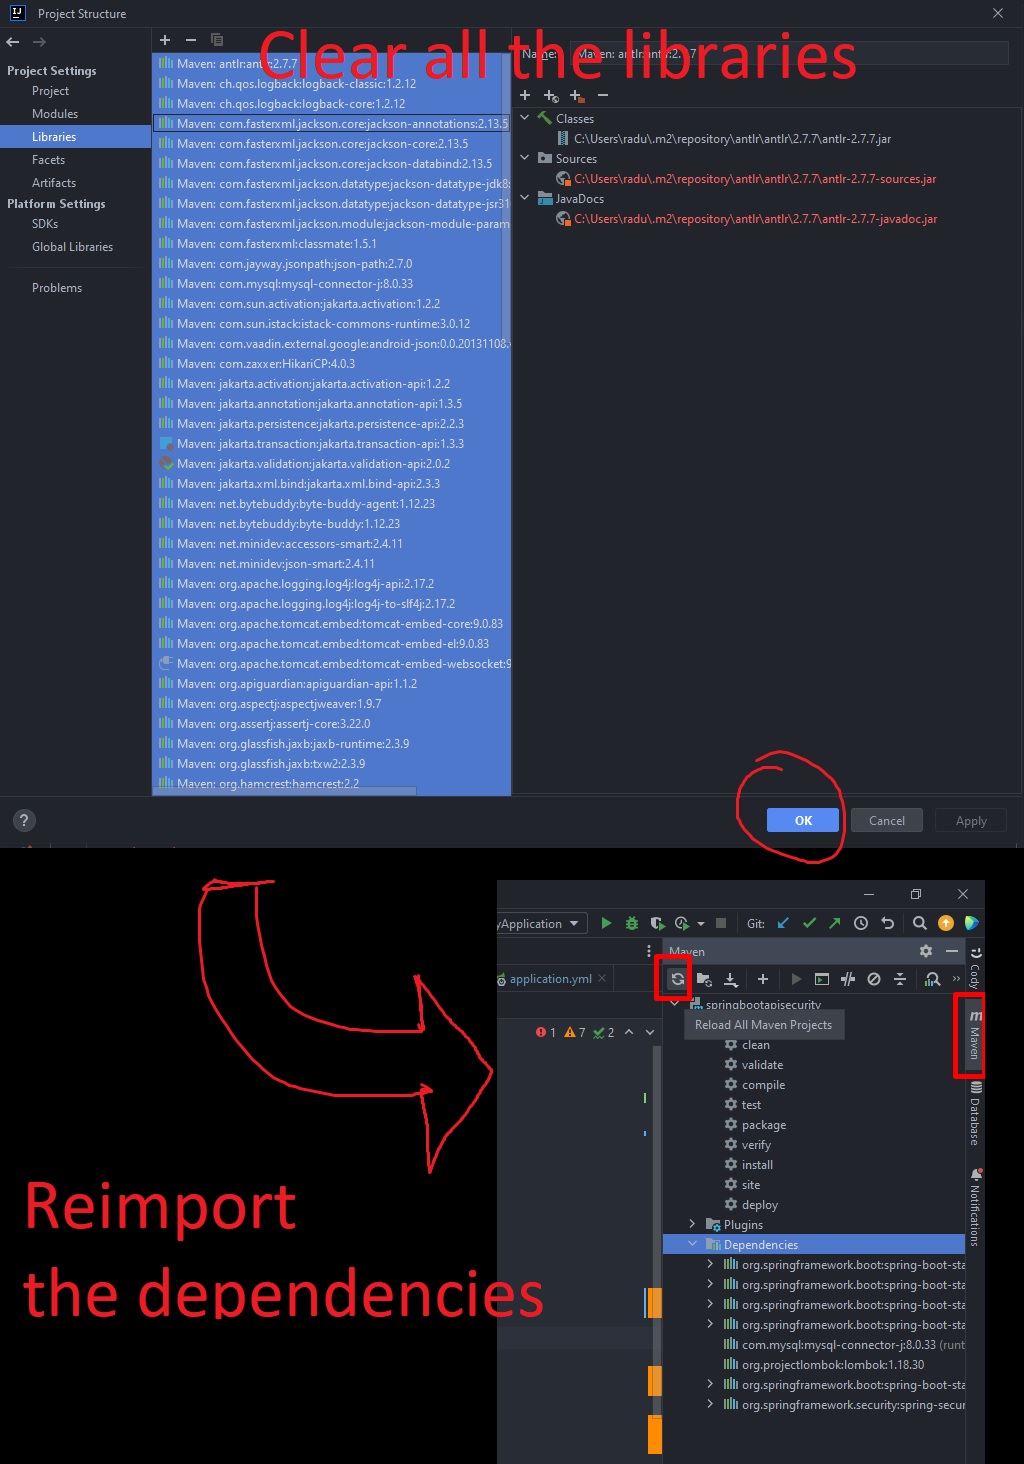 Project Structure
Clear all the libraries
Project Settings
Project
Modules
Libraries
Facets
Artifacts
Platform Settings
SDKs
Global Libraries
Problems
Maven: antlr:antlr:2.7.7
Maven: ch.qos.logback:logback-classic:1.2.12
Maven: ch.qos.logback:logback-core:1.2.12
Maven: com.fasterxml.jackson.core:jackson-annotations:2.13.5
Maven: com.fasterxml.jackson.core:jackson-core:2.13.5
Maven: com.fasterxml.jackson.core:jackson-databind:2.13.5
Maven: com.fasterxml.jackson.datatype:jackson-datatype-jdk8:
Maven: com.fasterxml.jackson.datatype:jackson-datatype-jsr310
Maven: com.fasterxml.jackson.module:jackson-module-param
Maven: com.fasterxml:classmate:1.5.1
Maven: com.jayway.jsonpath:json-path:2.7.0
Maven: com.mysql:mysql-connector-j:8.0.33
Maven: com.sun.activation:jakarta.activation:1.2.2
Maven: com.sun.istack:istack-commons-runtime:3.0.12
Maven: com.vaadin.external.google:android-json:0.0.20131108.
Maven: com.zaxxer:HikariCP:4.0.3
Maven: jakarta.activation:jakarta.activation-api:1.2.2
Maven: jakarta.annotation:jakarta.annotation-api:1.3.5
Maven: jakarta.persistence:jakarta.persistence-api:2.2.3
Maven: jakarta.transaction:jakarta.transaction-api:1.3.3
Maven: jakarta.validation:jakarta.validation-api:2.0.2
Maven: jakarta.xml.bind:jakarta.xml.bind-api:2.3.3
Maven: net.bytebuddy:byte-buddy-agent:1.12.23
Maven: net.bytebuddy:byte-buddy:1.12.23
Maven: net.minidev:accessors-smart:2.4.11
Maven: net.minidev:json-smart:2.4.11
Maven: org.apache.logging.log4j:log4j-api:2.17.2
Maven: org.apache.logging.log4j:log4j-to-slf4j:2.17.2
Maven: org.apache.tomcat.embed:tomcat-embed-core:9.0.83
Maven: org.apache.tomcat.embed:tomcat-embed-el:9.0.83
Maven: org.apache.tomcat.embed:tomcat-embed-websocket:9
Maven: org.apiguardian:apiguardian-api:1.1.2
Maven: org.aspectj:aspectjweaver:1.9.7
Maven: org.assertj:assertj-core:3.22.0
Maven: org.glassfish.jaxb:jaxb-runtime:2.3.9
Maven: org.glassfish.jaxb:txw2:2.3.9
Maven: org.hamcrest:hamcrest:2.2
Name: Maven: antlr:antlr:2.7.7
Classes
C:\Users\radu\.m2\repository\antlr\antlr\2.7.7\antlr-2.7.7.jar
Sources
C:\Users\radu\.m2\repository\antlr\antlr\2.7.7\antlr-2.7.7-sources.jar
JavaDocs
C:\Users\radu\.m2\repository\antlr\antlr\2.7.7\antlr-2.7.7-javadoc.jar
? OK Cancel Apply
yApplication Git:
Maven
application.yml
springbootapisecurity
Reload All Maven Projects
1 7 2
clean
validate
compile
test
package
verify
install
site
deploy
Plugins
Dependencies
org.springframework.boot:spring-boot-sta
org.springframework.boot:spring-boot-sta
org.springframework.boot:spring-boot-sta
org.springframework.boot:spring-boot-sta
com.mysql:mysql-connector-j:8.0.33 (runt
org.projectlombok:lombok:1.18.30
org.springframework.boot:spring-boot-sta
org.springframework.security:spring-secur
Cody
m Maven
Database
Notifications
Reimport
the dependencies